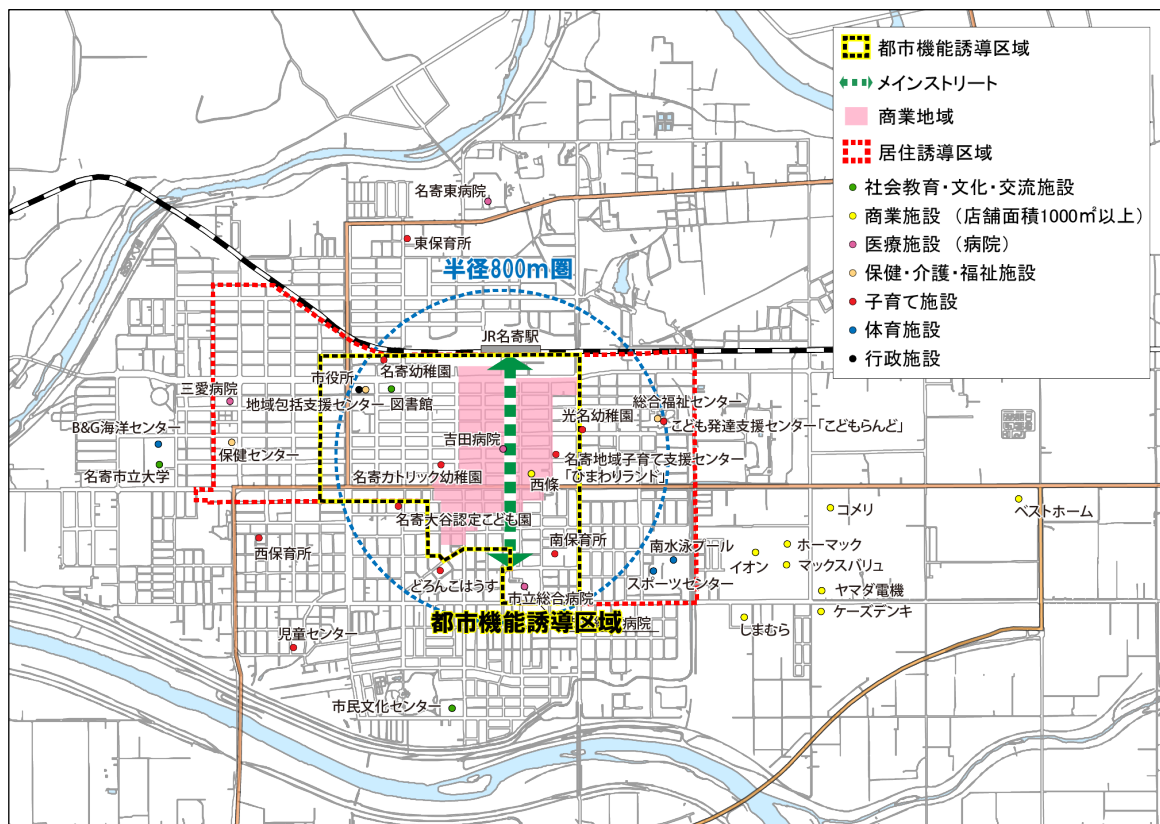 都市機能誘導区域
メインストリート
商業地域
居住誘導区域
社会教育・文化・交流施設
商業施設 (店舗面積1000㎡以上)
医療施設 (病院)
保健・介護・福祉施設
子育て施設
体育施設
行政施設
名寄東病院
東保育所
半径800m圏
JR名寄駅
名寄幼稚園
市役所
三愛病院
地域包括支援センター
図書館
総合福祉センター
光名幼稚園
こども発達支援センター「こどもらんど」
B&G海洋センター
吉田病院
保健センター
名寄地域子育て支援センター
「ひまわりランド」
名寄市立大学
名寄カトリック幼稚園
西條
コメリ
ベストホーム
名寄大谷認定こども園
西保育所
南保育所
南水泳プール
ホーマック
イオン
マックスバリュ
どろんこはうす
スポーツセンター
市立総合病院
ヤマダ電機
ケーズデンキ
都市機能誘導区域
病院
しまむら
児童センター
市民文化センター